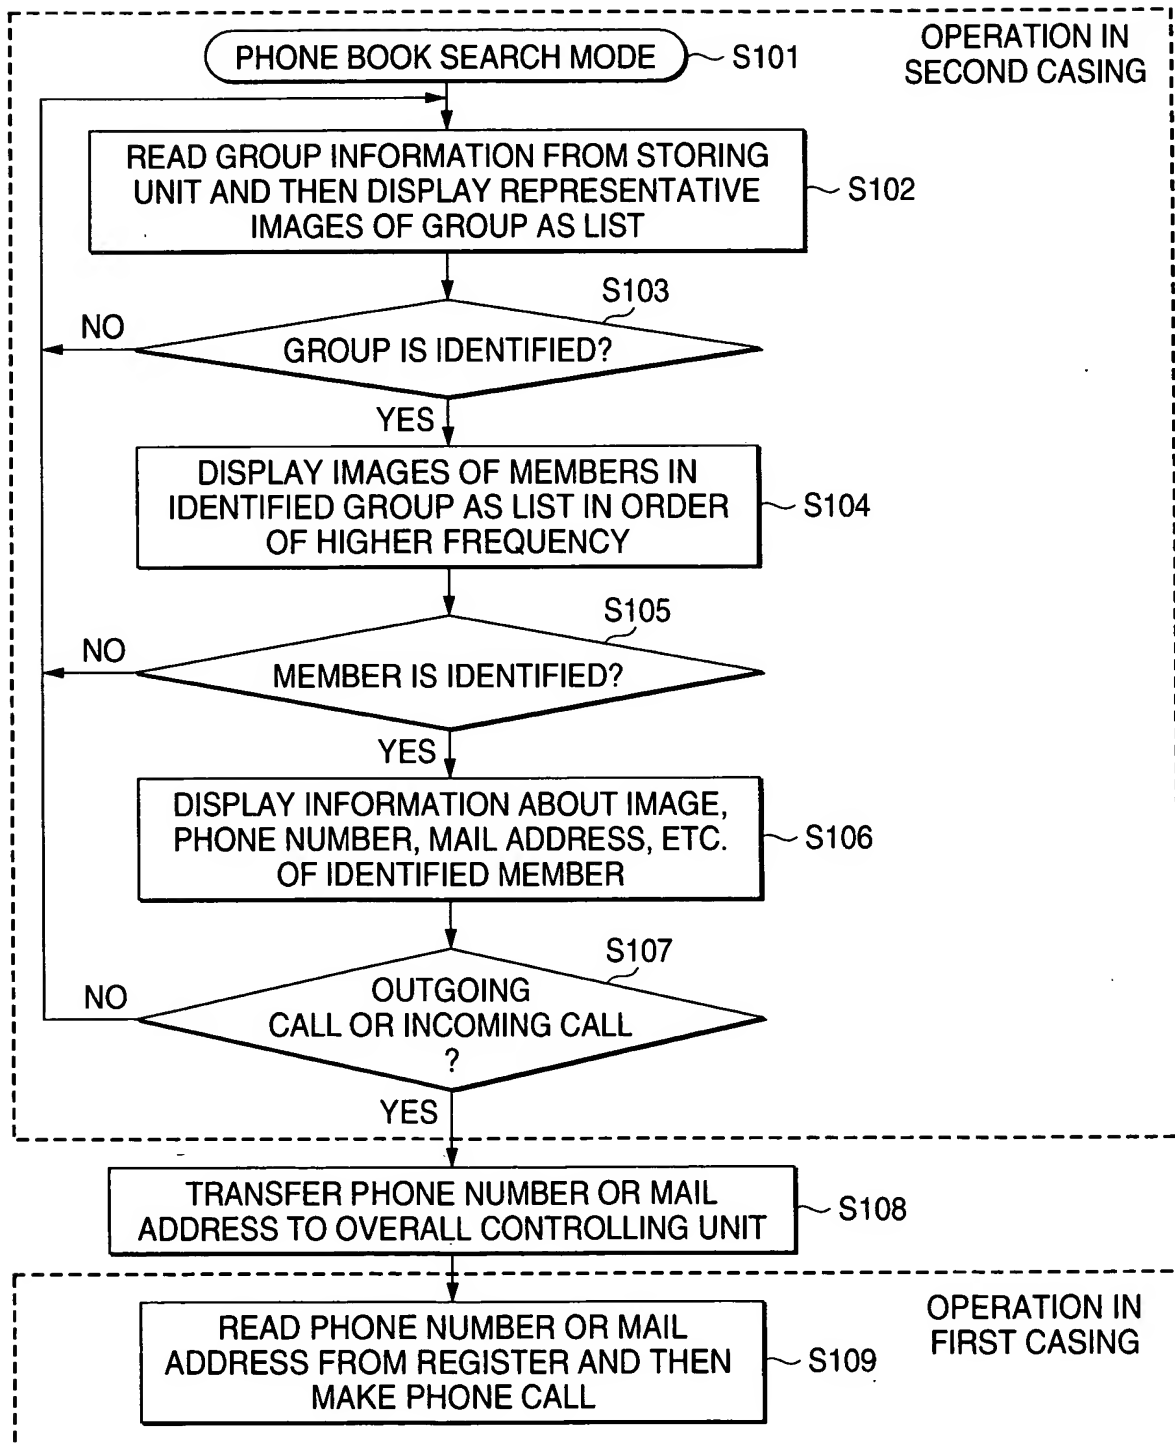 OPERATION IN
SECOND CASING
PHONE BOOK SEARCH MODE
S101
READ GROUP INFORMATION FROM STORING
UNIT AND THEN DISPLAY REPRESENTATIVE
IMAGES OF GROUP AS LIST
S102
S103
GROUP IS IDENTIFIED?
NO
YES
DISPLAY IMAGES OF MEMBERS IN
IDENTIFIED GROUP AS LIST IN ORDER
OF HIGHER FREQUENCY
S104
S105
MEMBER IS IDENTIFIED?
NO
YES
DISPLAY INFORMATION ABOUT IMAGE,
PHONE NUMBER, MAIL ADDRESS, ETC.
OF IDENTIFIED MEMBER
S106
S107
OUTGOING
CALL OR INCOMING CALL
?
NO
YES
TRANSFER PHONE NUMBER OR MAIL
ADDRESS TO OVERALL CONTROLLING UNIT
S108
OPERATION IN
FIRST CASING
READ PHONE NUMBER OR MAIL
ADDRESS FROM REGISTER AND THEN
MAKE PHONE CALL
S109